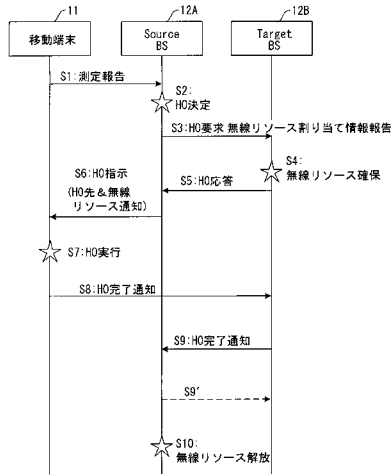 11
12A
12B
移動端末
Source
BS
Target
BS
S1:測定報告
S2:
HO決定
S3:HO要求 無線リソース割り当て情報報告
S4:
無線リソース確保
S5:HO応答
S6:HO指示
(HO先&無線
リソース通知)
S7:HO実行
S8:HO完了通知
S9:HO完了通知
S9'
S10:
無線リソース解放